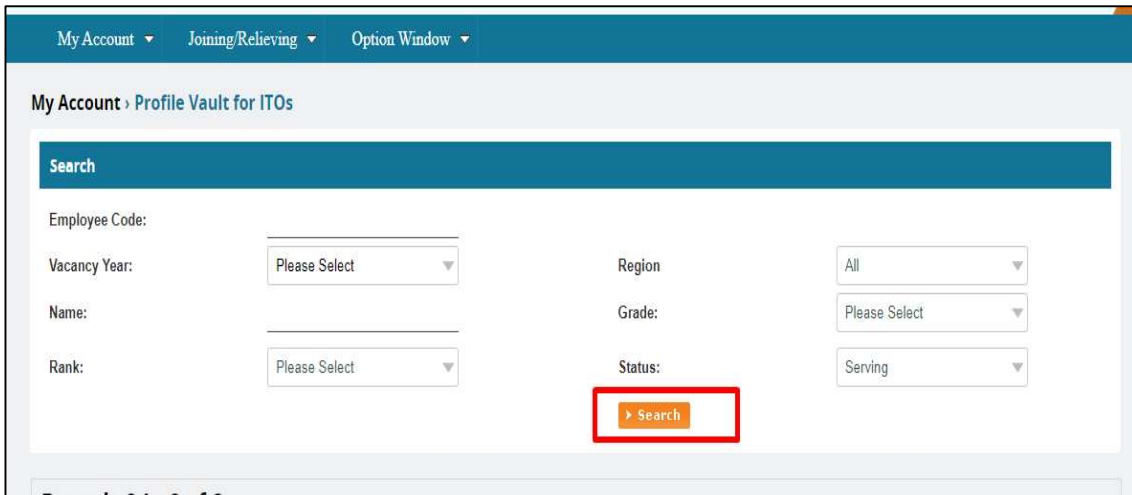 My Account Joining/Relieving Option Window
My Account › Profile Vault for ITOs
Search
Employee Code:
Vacancy Year: Please Select Region All
Name: Grade: Please Select
Rank: Please Select Status: Serving
Search